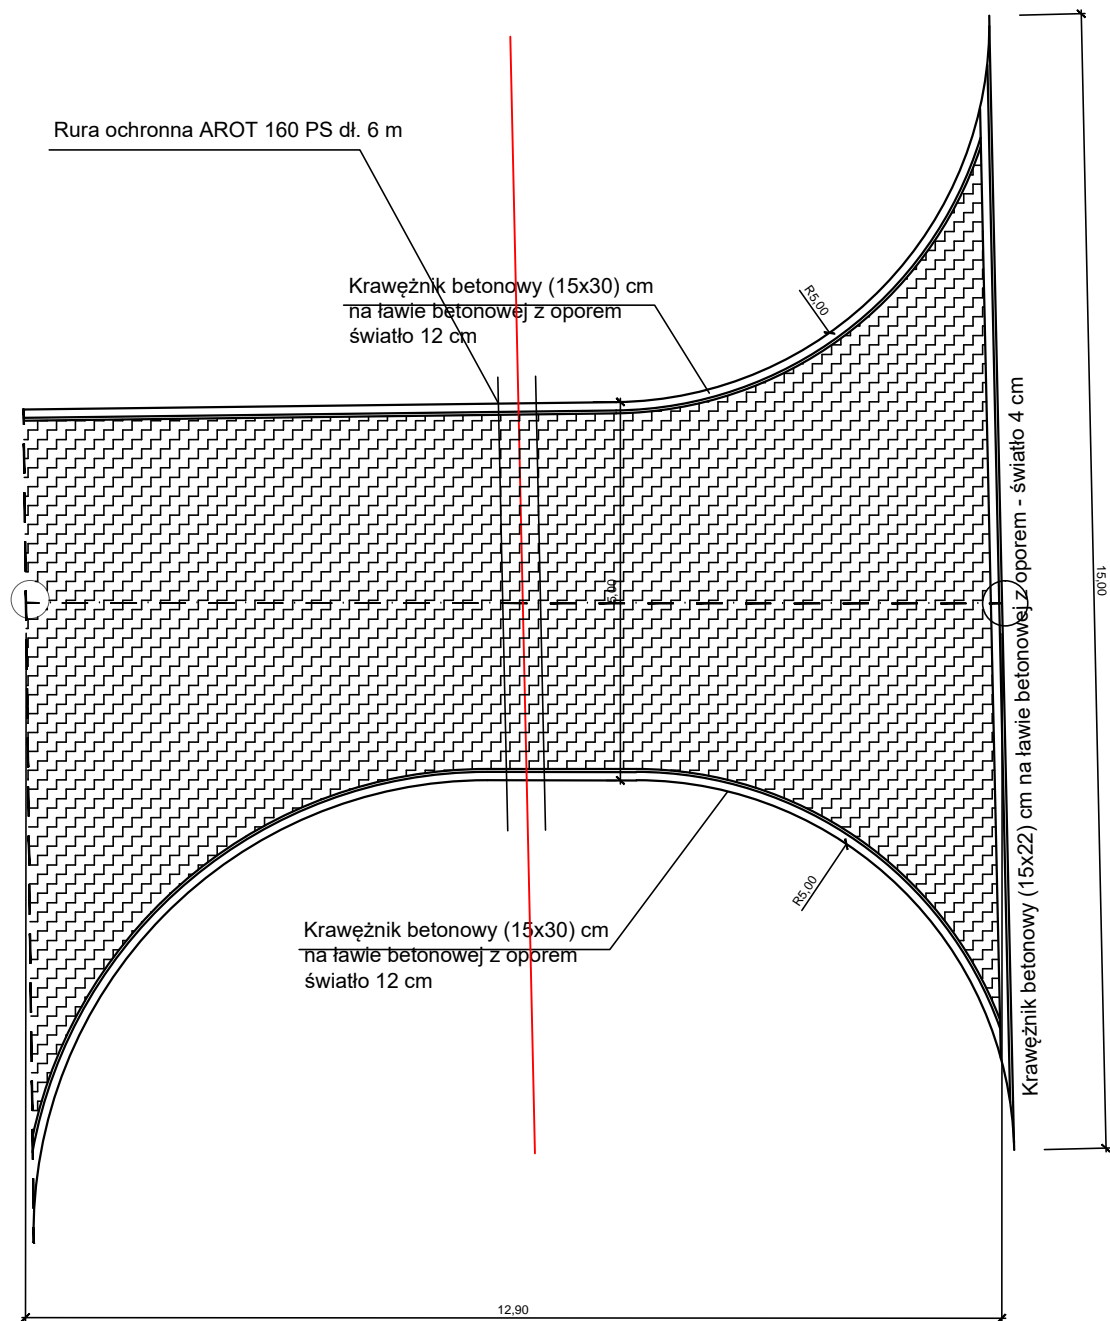 Rura ochronna AROT 160 PS dł. 6 m
Krawężnik betonowy (15x30) cm
na ławie betonowej z oporem
światło 12 cm
R5,00
5,00
15,00
Krawężnik betonowy (15x22) cm na ławie betonowej z oporem - światło 4 cm
R5,00
Krawężnik betonowy (15x30) cm
na ławie betonowej z oporem
światło 12 cm
12,90